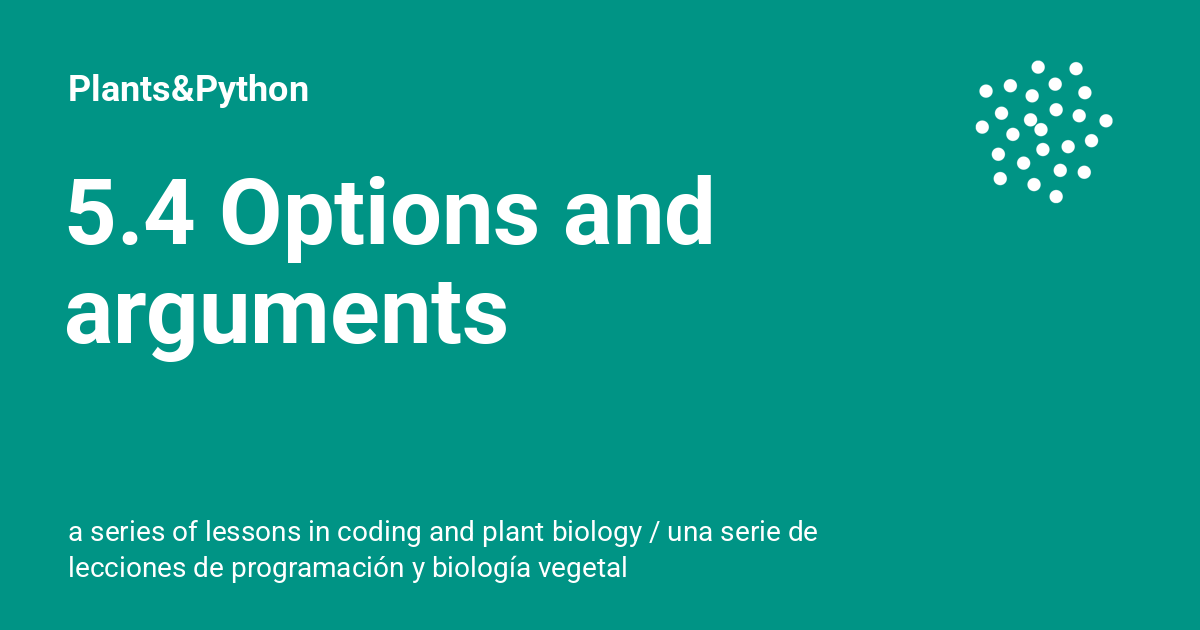 Plants&Python
5.4 Options and
arguments
a series of lessons in coding and plant biology / una serie de
lecciones de programación y biología vegetal